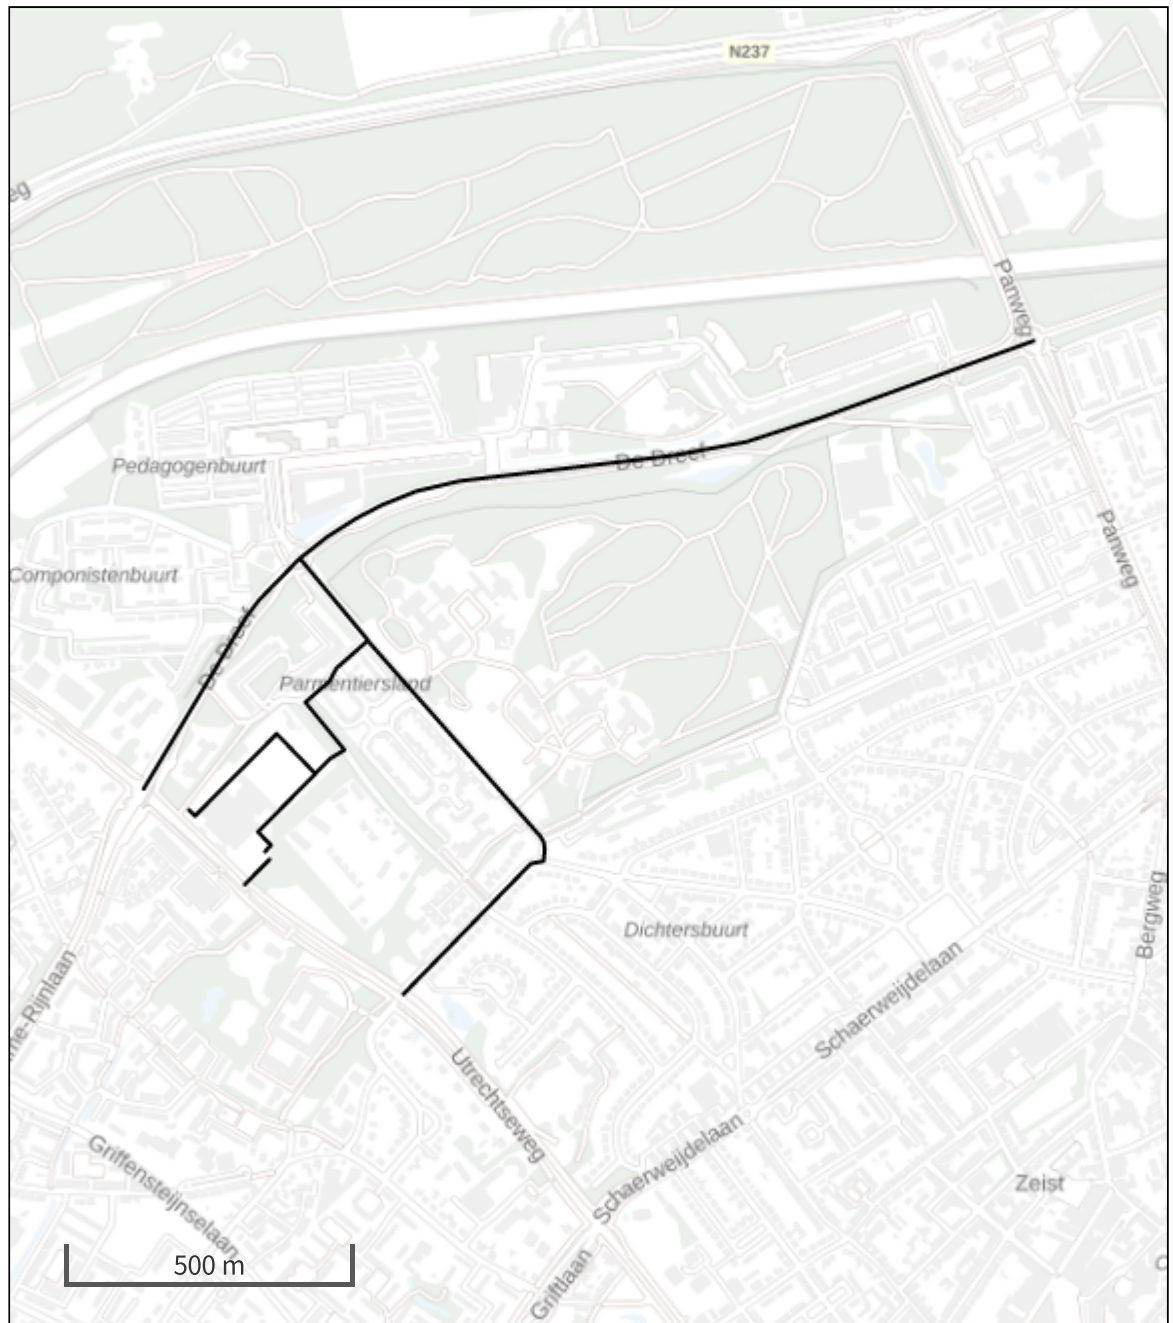 N237
eg
Panweg
De Dreef
Pedagogenbuurt
Panweg
Componistenbuurt
De Dreef
Parmentiersland
Bergweg
Dichtersbuurt
Schaerweijdelaan
me-Rijnlaan
Utrechtseweg
Schaerweijdelaan
Griffensteijnselaan
Zeist
500 m
Griftlaan